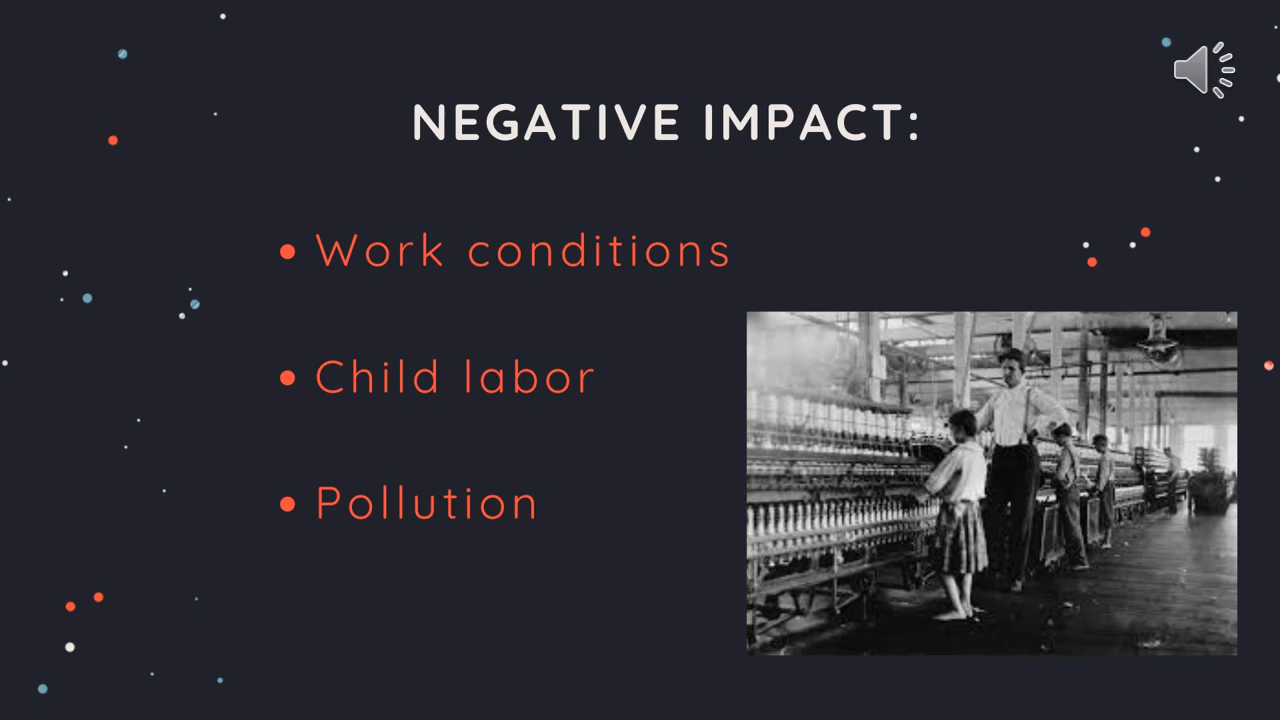 NEGATIVE IMPACT:
• Work conditions
• Child labor
• Pollution